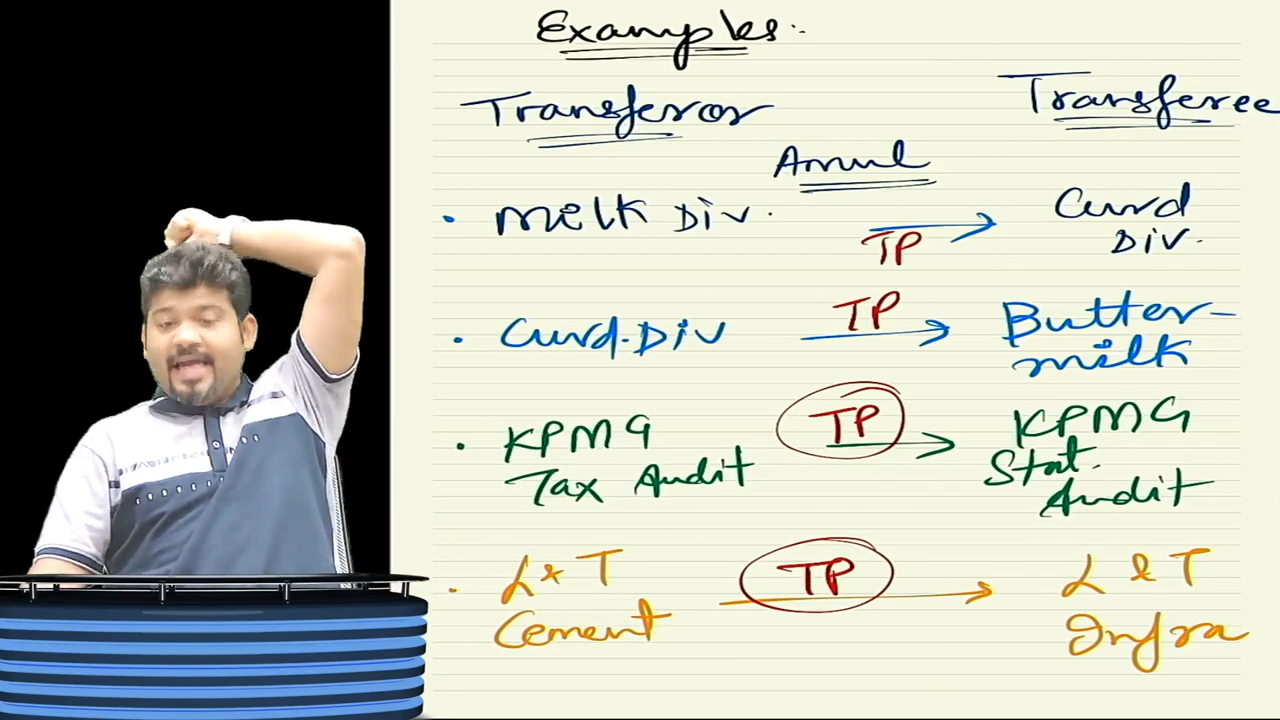 Examples:
Transferor Transferee
Amul
• Milk Div. TP Curd
Div.
• Curd.Div TP Butter-
milk
• KPMG TP KPMG
Tax Audit Stat.
Audit
• L&T TP L&T
Cement Infra